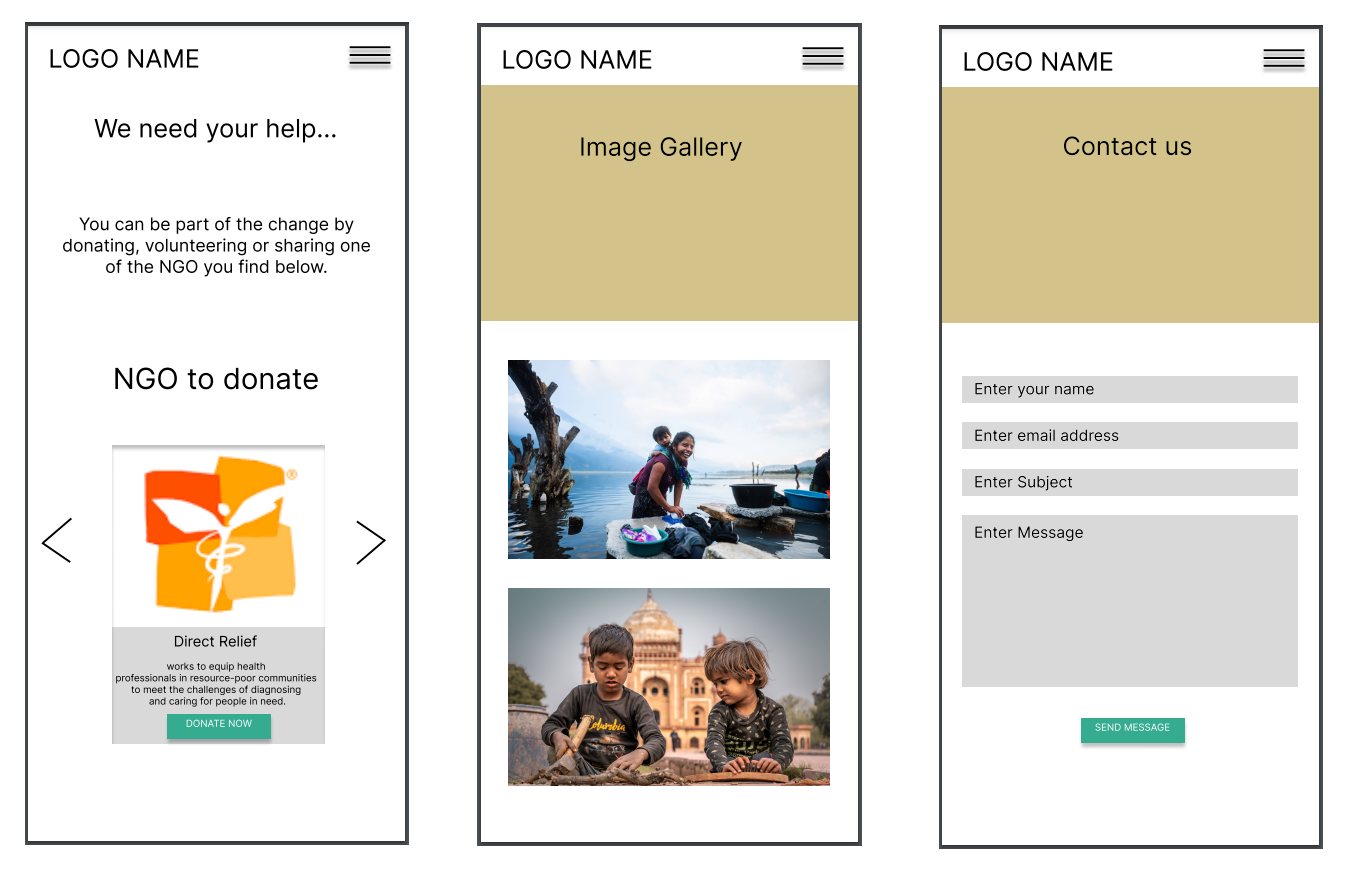 LOGO NAME
We need your help...
You can be part of the change by
donating, volunteering or sharing one
of the NGO you find below.
NGO to donate
®
Direct Relief
works to equip health
professionals in resource-poor communities
to meet the challenges of diagnosing
and caring for people in need.
DONATE NOW
LOGO NAME
Image Gallery
Columbia
LOGO NAME
Contact us
Enter your name
Enter email address
Enter Subject
Enter Message
SEND MESSAGE